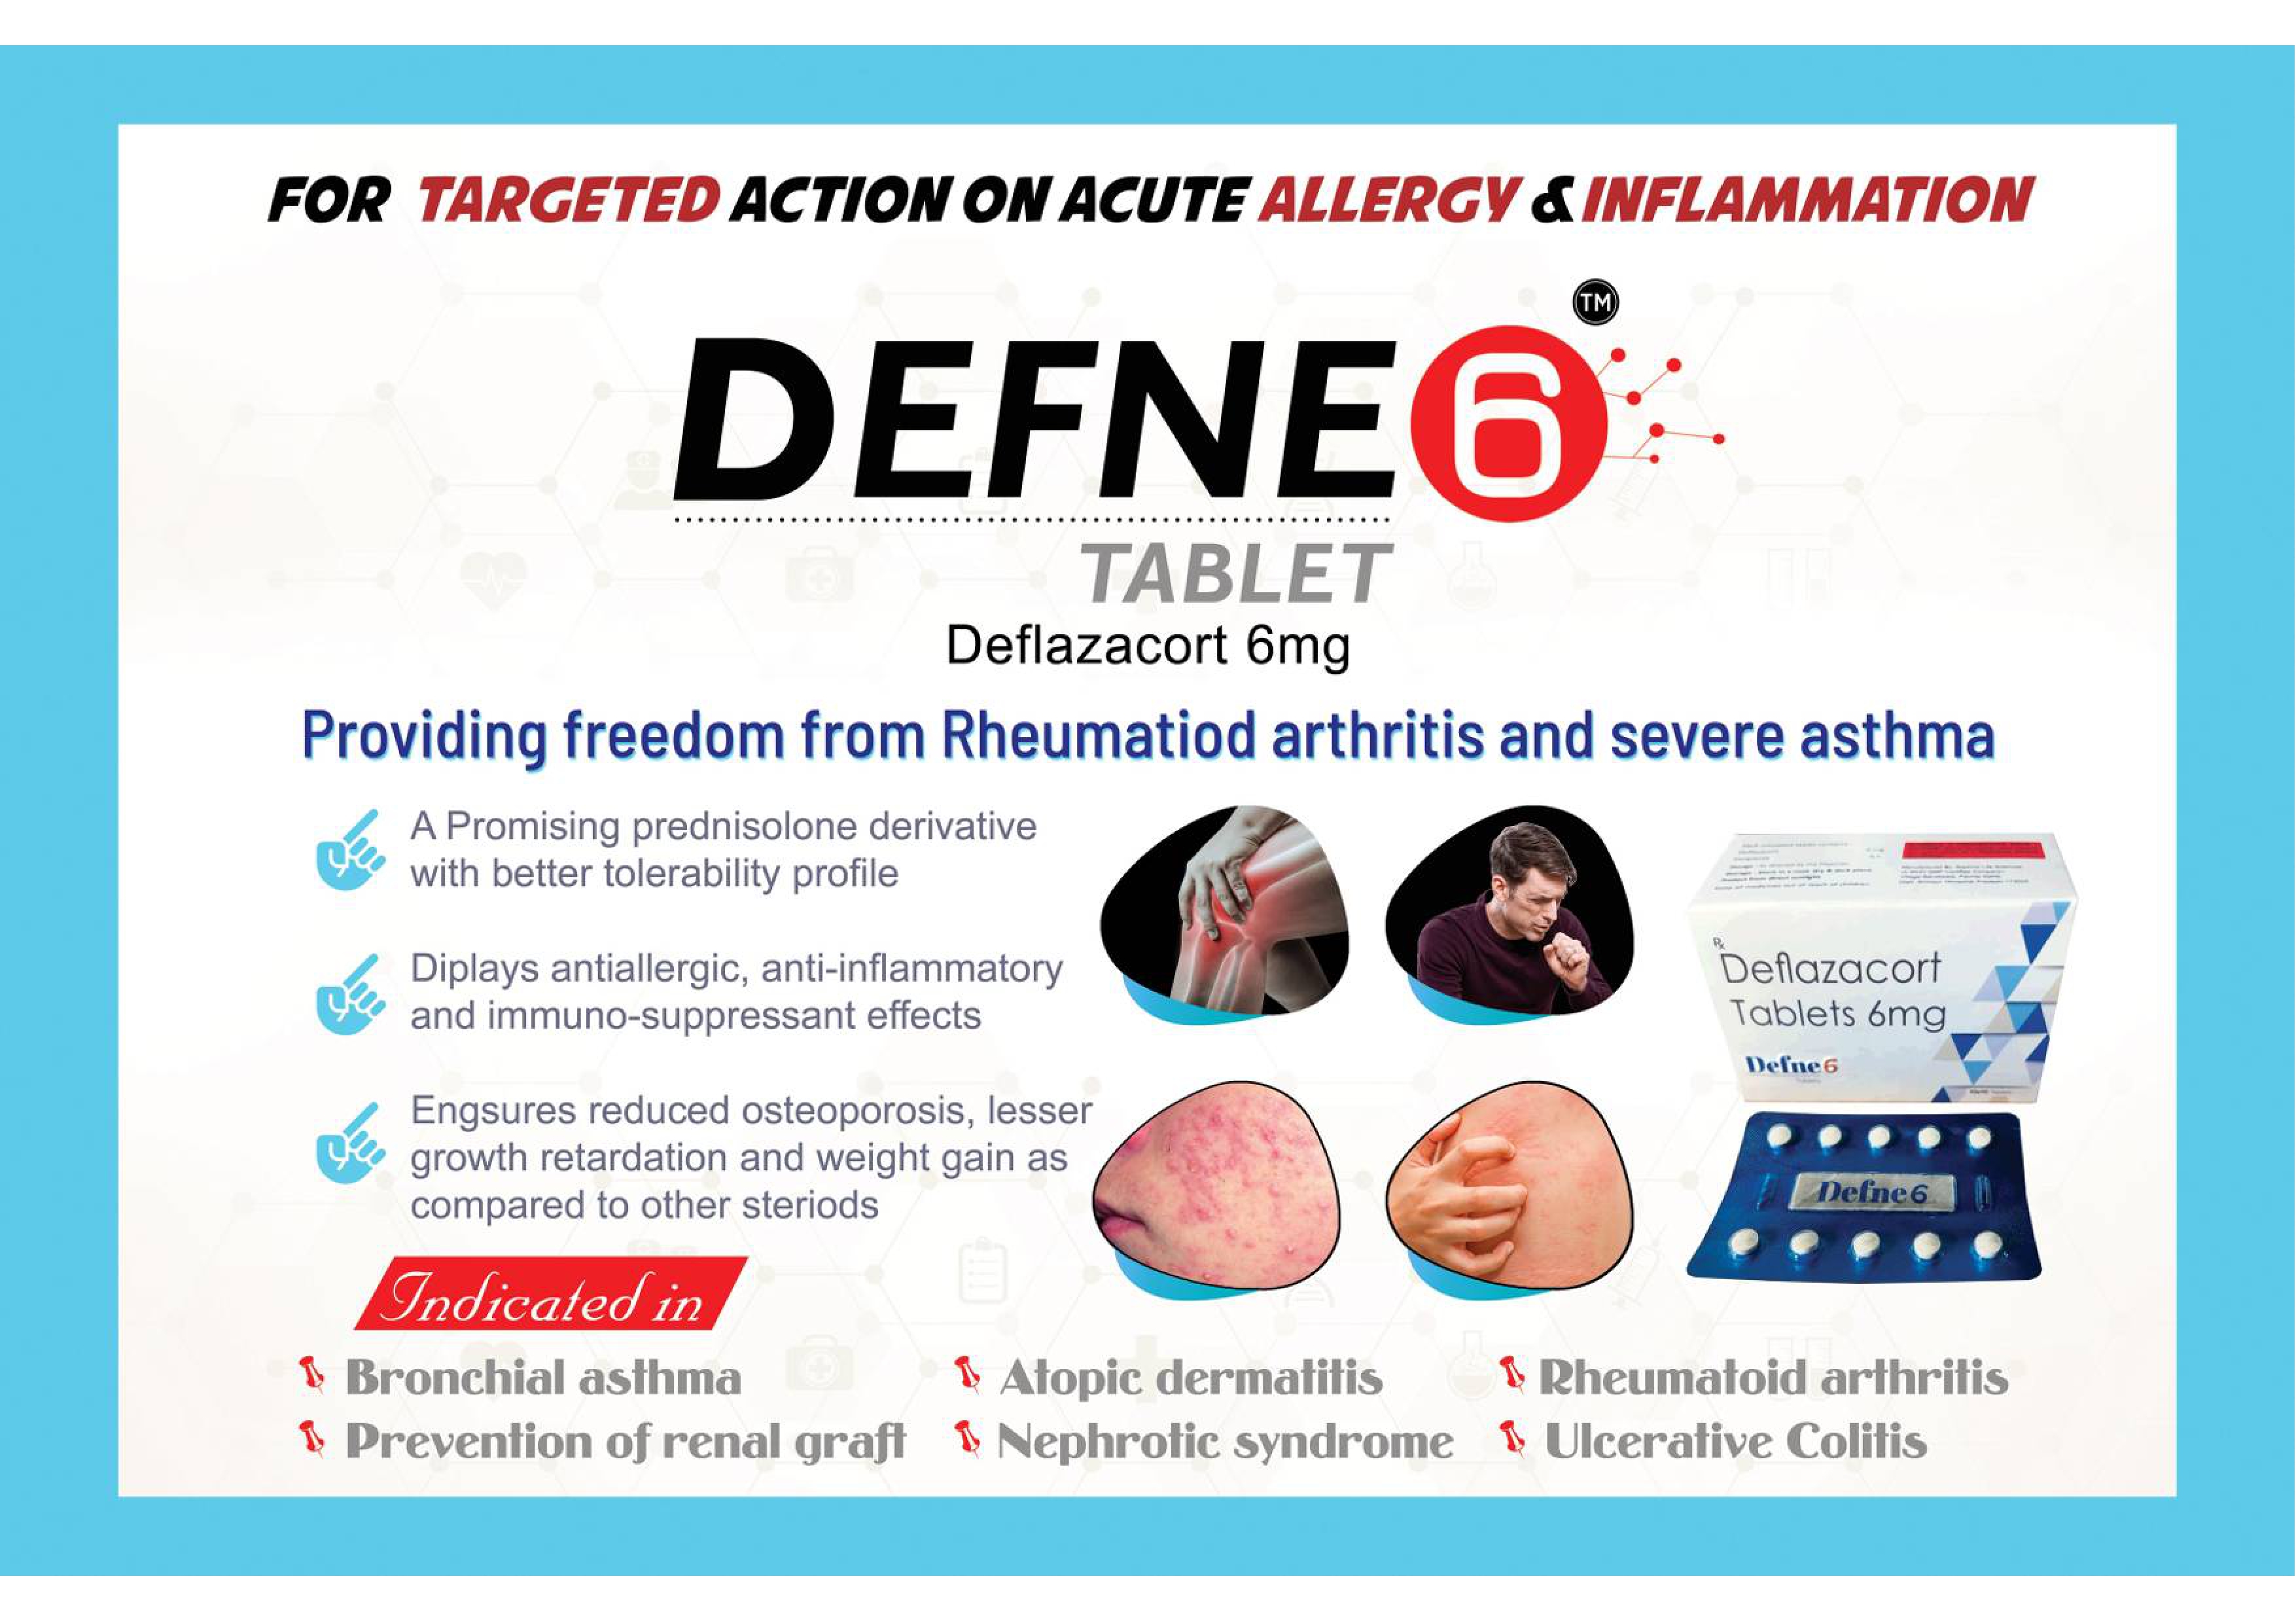 FOR TARGETED ACTION ON ACUTE ALLERGY & INFLAMMATION
TM
DEFNE 6
TABLET
Deflazacort 6mg
Providing freedom from Rheumatiod arthritis and severe asthma
A Promising prednisolone derivative
with better tolerability profile
Diplays antiallergic, anti-inflammatory
and immuno-suppressant effects
Engsures reduced osteoporosis, lesser
growth retardation and weight gain as
compared to other steriods
Rx
Deflazacort
Tablets 6mg
Defne6
Defne6
Indicated in
Bronchial asthma
Atopic dermatitis
Rheumatoid arthritis
Prevention of renal graft
Nephrotic syndrome
Ulcerative Colitis